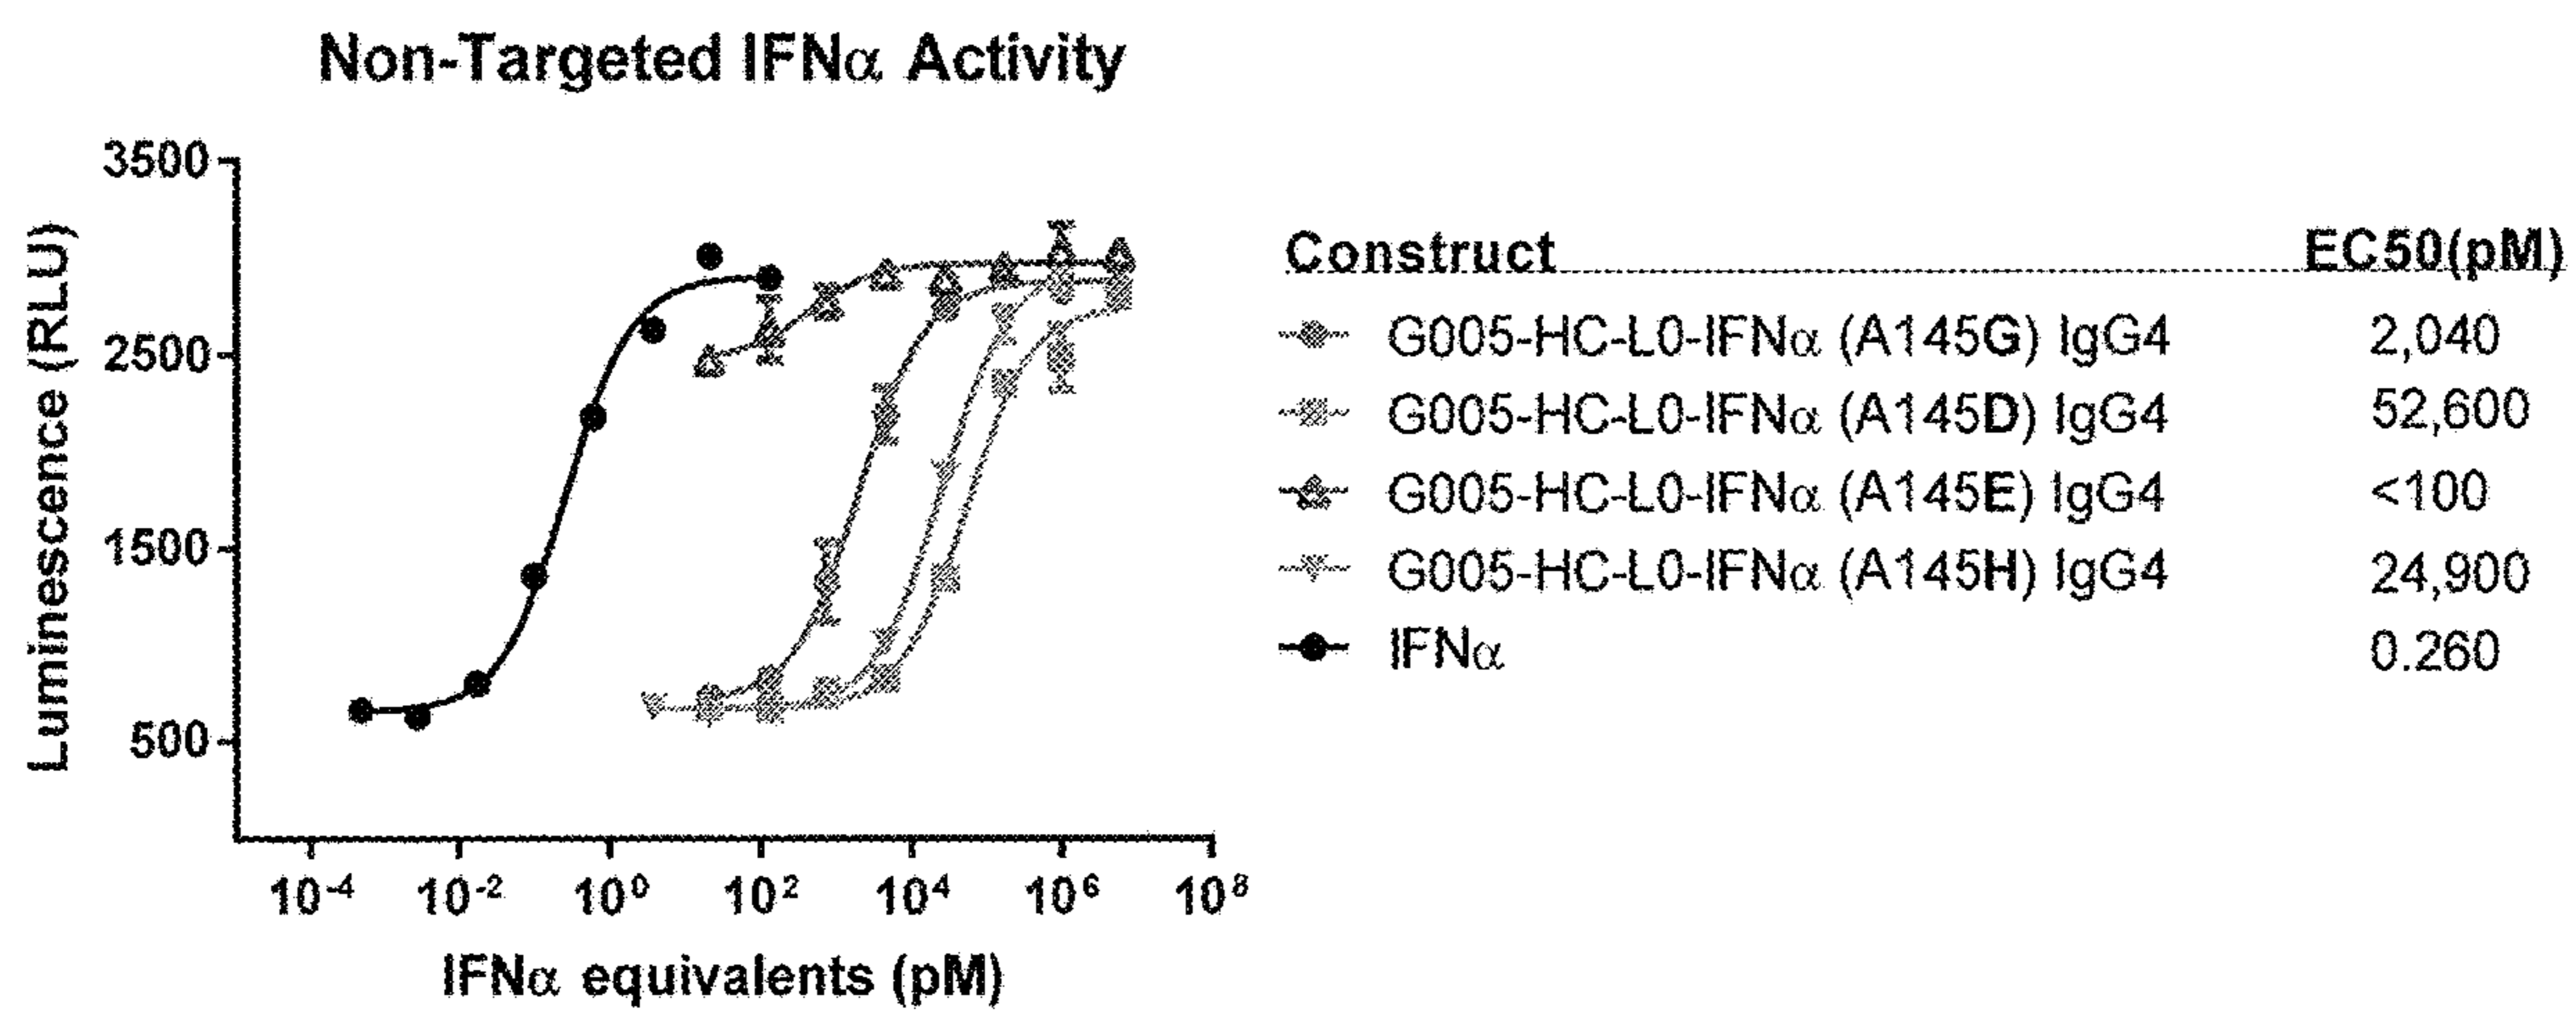 Non-Targeted IFNα Activity
3500
2500
1500
500
Luminescence (RLU)
10⁻⁴ 10⁻² 10⁰ 10² 10⁴ 10⁶ 10⁸
IFNα equivalents (pM)
Construct EC50(pM)
G005-HC-L0-IFNα (A145G) IgG4 2,040
G005-HC-L0-IFNα (A145D) IgG4 52,600
G005-HC-L0-IFNα (A145E) IgG4 <100
G005-HC-L0-IFNα (A145H) IgG4 24,900
IFNα 0.260